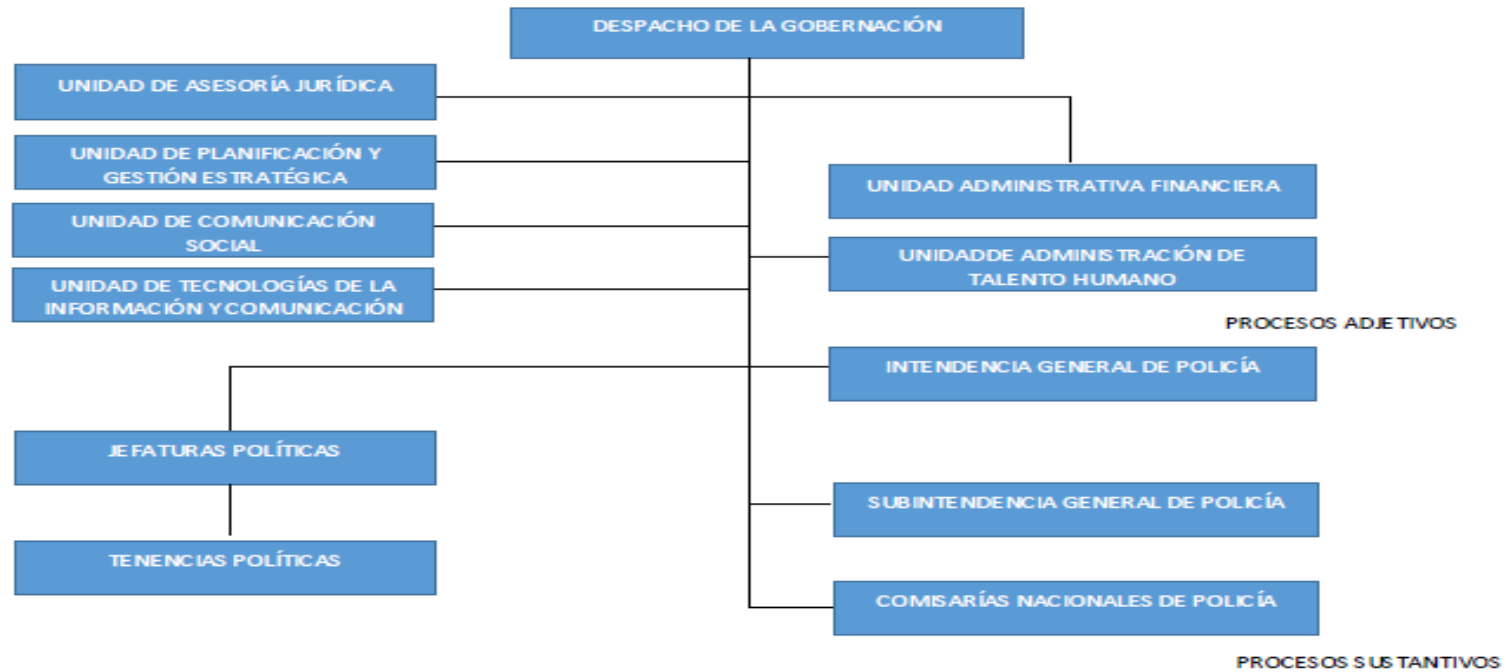 DESPACHO DE LA GOBERNACIÓN
UNIDAD DE ASESORÍA JURÍDICA
UNIDAD DE PLANIFICACIÓN Y
GESTIÓN ESTRATÉGICA
UNIDAD DE COMUNICACIÓN
SOCIAL
UNIDAD DE TECNOLOGÍAS DE LA
INFORMACIÓN Y COMUNICACIÓN
UNIDAD ADMINISTRATIVA FINANCIERA
UNIDADDE ADMINISTRACIÓN DE
TALENTO HUMANO
PROCESOS ADJETIVOS
INTENDENCIA GENERAL DE POLICÍA
JEFATURAS POLÍTICAS
SUBINTENDENCIA GENERAL DE POLICÍA
TENENCIAS POLÍTICAS
COMISARÍAS NACIONALES DE POLICÍA
PROCESOS SUSTANTIVOS